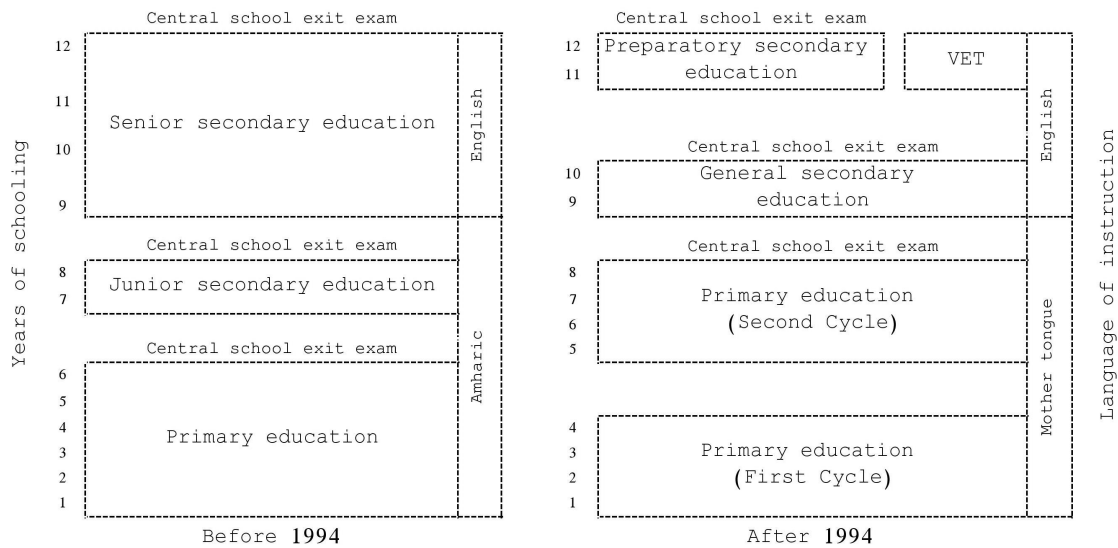 Central school exit exam
12
11
10
9
Senior secondary education
English
Central school exit exam
8
7
Junior secondary education
Central school exit exam
6
5
4
3
2
1
Primary education
Amharic
Years of schooling
Before 1994
Central school exit exam
12
11
Preparatory secondary
education
VET
English
Central school exit exam
10
9
General secondary
education
Central school exit exam
8
7
6
5
Primary education
(Second Cycle)
4
3
2
1
Primary education
(First Cycle)
Mother tongue
Language of instruction
After 1994